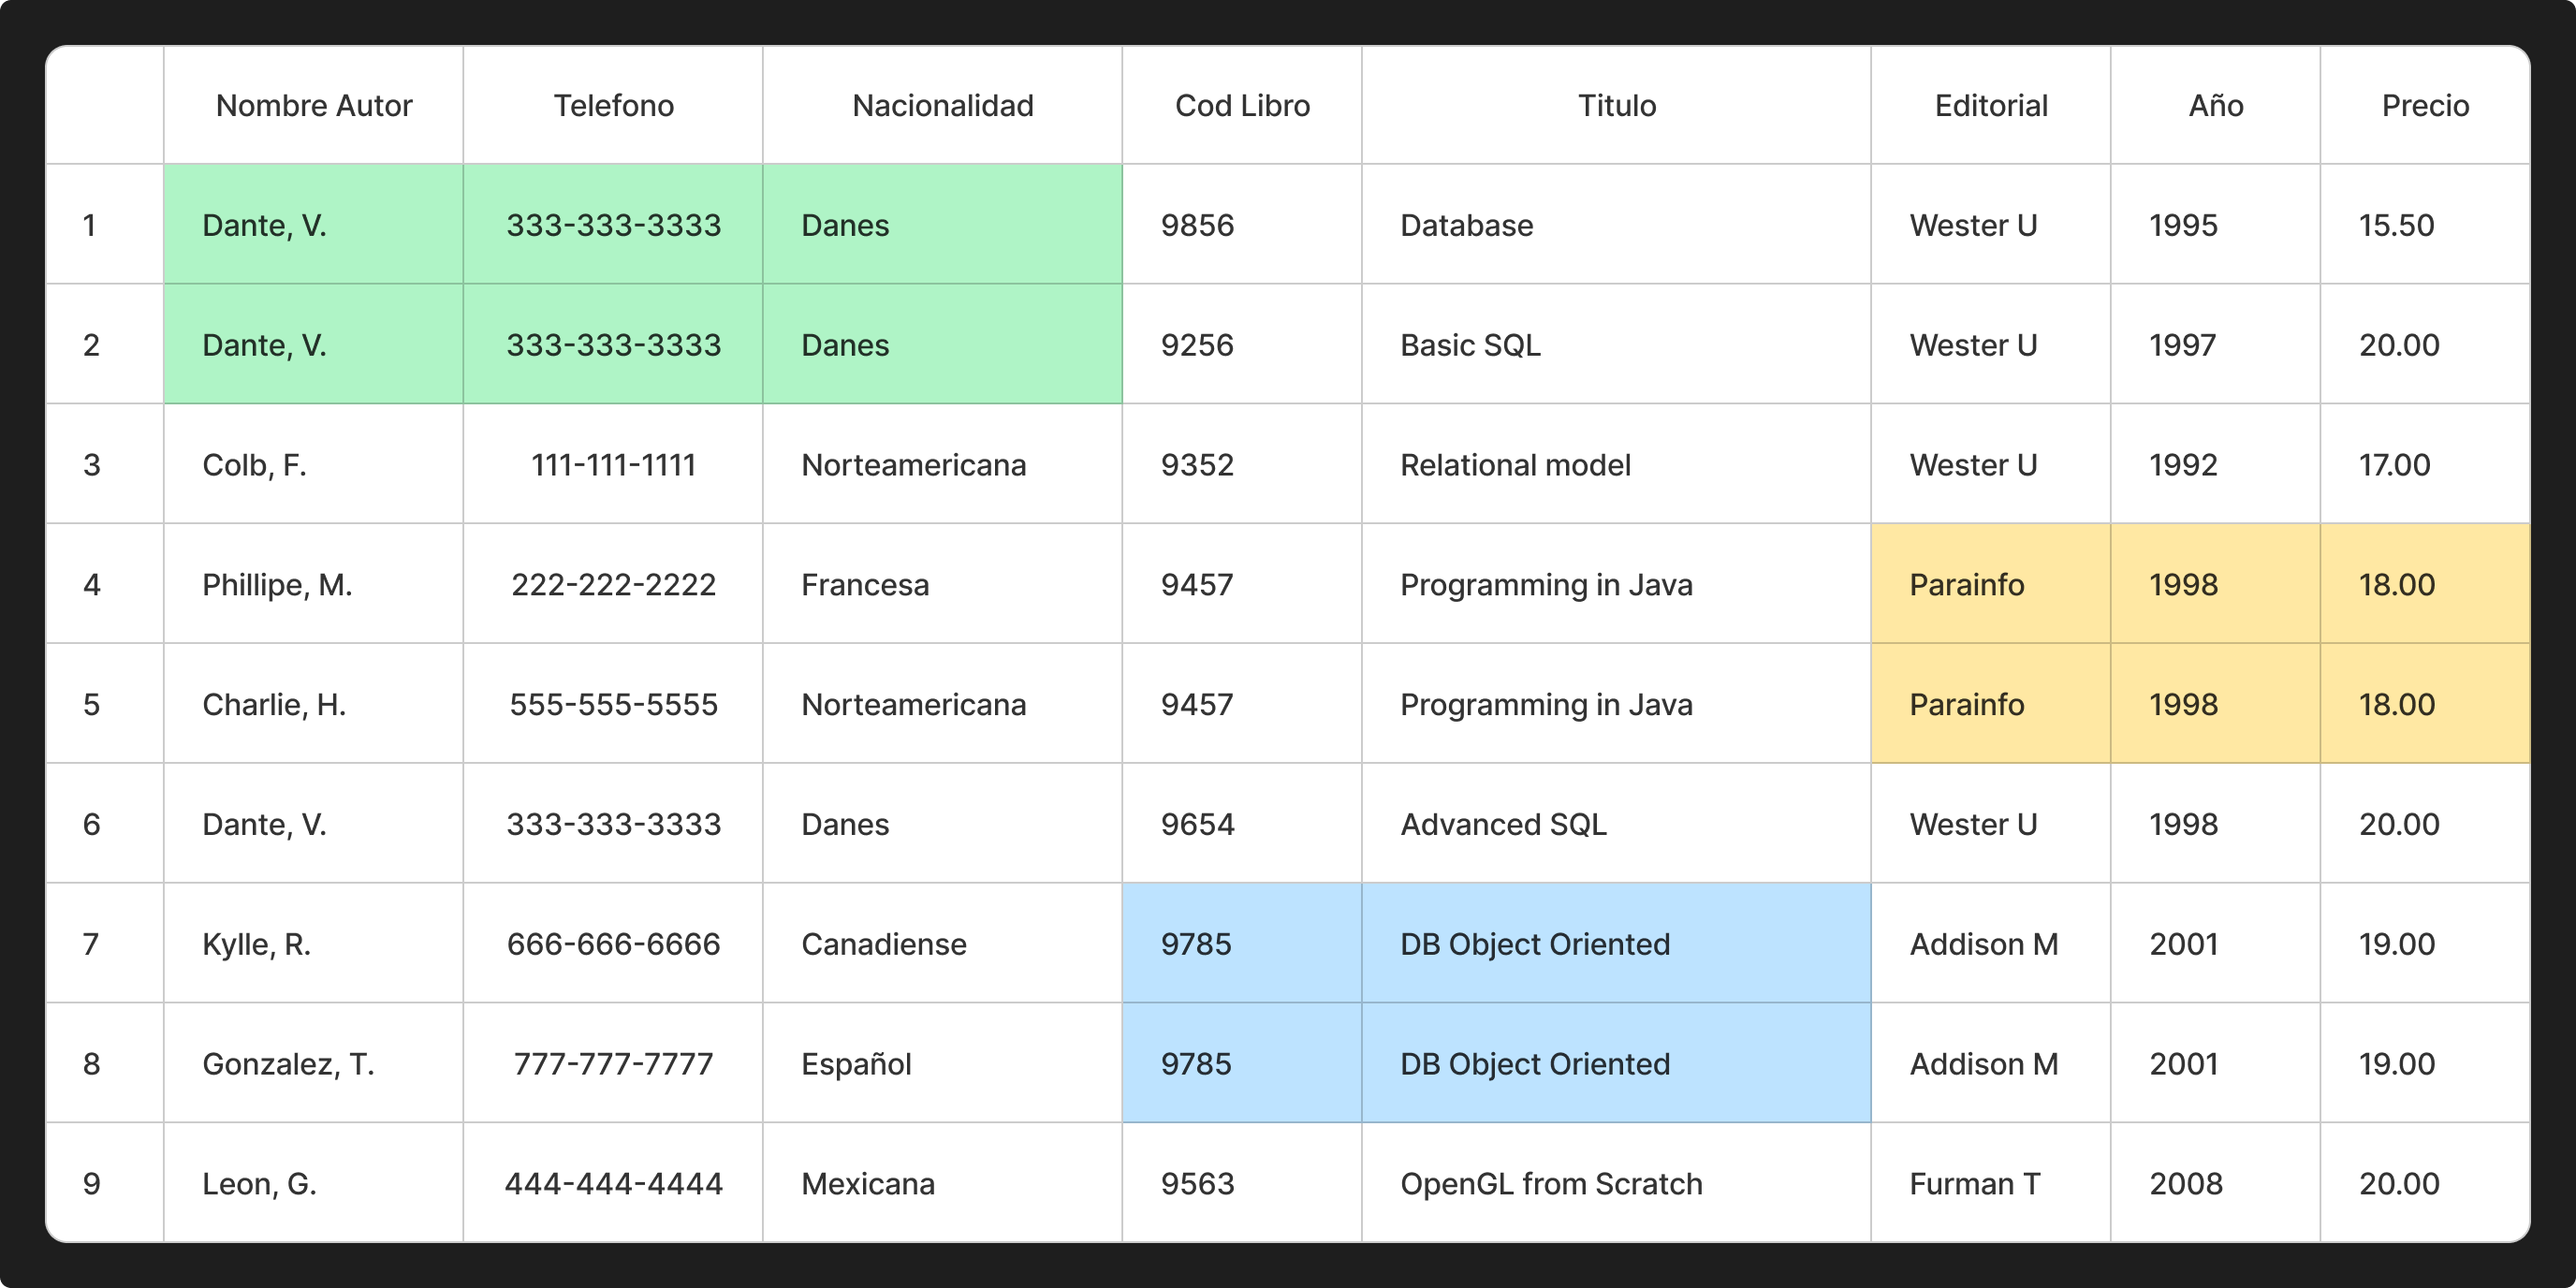 Nombre Autor Telefono Nacionalidad Cod Libro Titulo Editorial Año Precio
1 Dante, V. 333-333-3333 Danes 9856 Database Wester U 1995 15.50
2 Dante, V. 333-333-3333 Danes 9256 Basic SQL Wester U 1997 20.00
3 Colb, F. 111-111-1111 Norteamericana 9352 Relational model Wester U 1992 17.00
4 Phillipe, M. 222-222-2222 Francesa 9457 Programming in Java Parainfo 1998 18.00
5 Charlie, H. 555-555-5555 Norteamericana 9457 Programming in Java Parainfo 1998 18.00
6 Dante, V. 333-333-3333 Danes 9654 Advanced SQL Wester U 1998 20.00
7 Kylle, R. 666-666-6666 Canadiense 9785 DB Object Oriented Addison M 2001 19.00
8 Gonzalez, T. 777-777-7777 Español 9785 DB Object Oriented Addison M 2001 19.00
9 Leon, G. 444-444-4444 Mexicana 9563 OpenGL from Scratch Furman T 2008 20.00